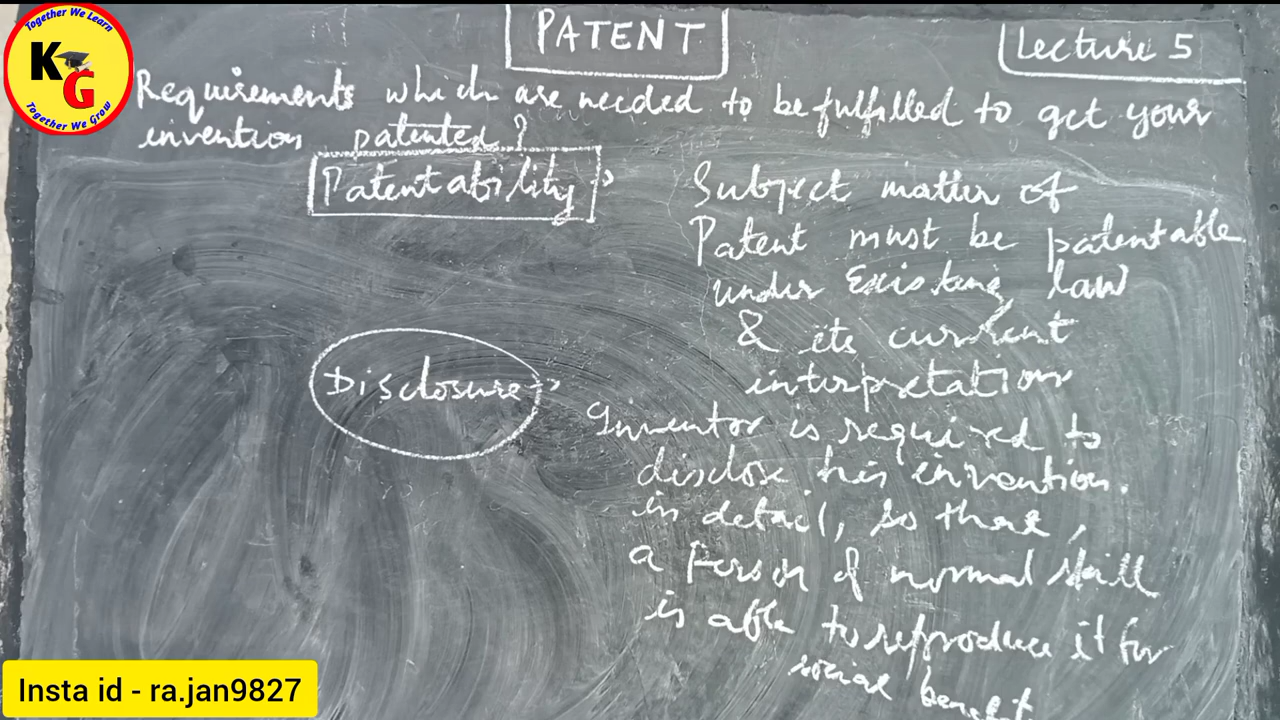 Together We Learn
KG
Together We Grow
PATENT
Lecture 5
Requirements which are needed to be fulfilled to get your
invention patented?
Patentability
Subject matter of
Patent must be patentable
under Existing law
& its current
interpretation
Disclosure
Inventor is required to
disclose his invention.
in detail, so that,
a person of normal skill
is able to reproduce it for
social benefit
Insta id - ra.jan9827